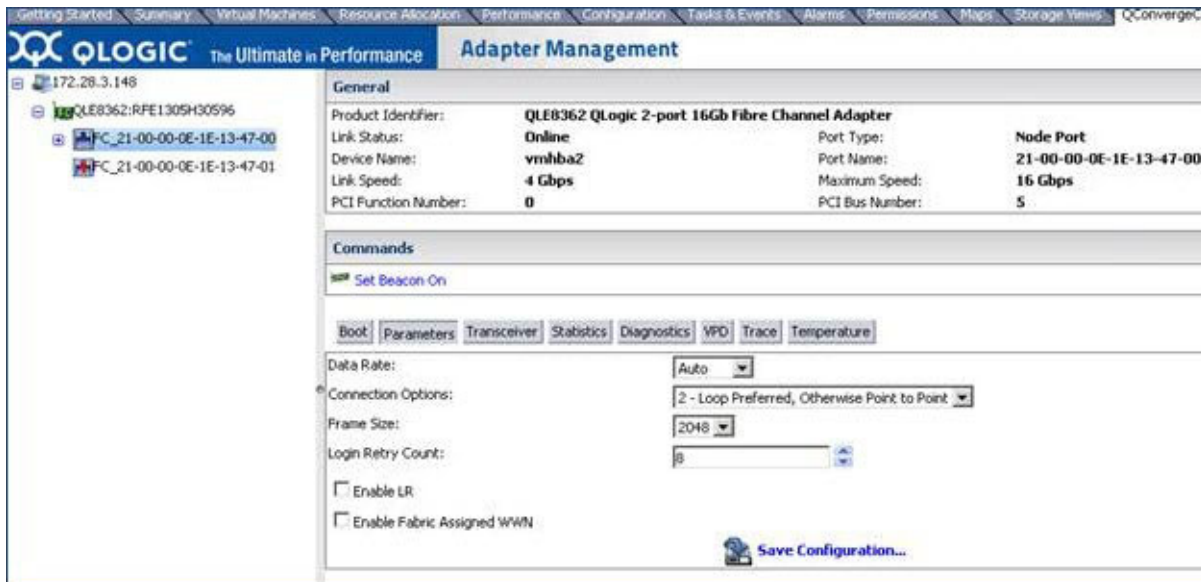 Getting Started Summary Virtual Machines Resource Allocation Performance Configuration Tasks & Events Alarms Permissions Maps Storage Views QConvergeC
QLOGIC The Ultimate in Performance Adapter Management
172.28.3.148
QLE8362:RFE1305H30596
FC_21-00-00-0E-1E-13-47-00
FC_21-00-00-0E-1E-13-47-01
General
Product Identifier: QLE8362 QLogic 2-port 16Gb Fibre Channel Adapter
Link Status: Online Port Type: Node Port
Device Name: vmhba2 Port Name: 21-00-00-0E-1E-13-47-00
Link Speed: 4 Gbps Maximum Speed: 16 Gbps
PCI Function Number: 0 PCI Bus Number: 5
Commands
Set Beacon On
Boot Parameters Transceiver Statistics Diagnostics VPD Trace Temperature
Data Rate: Auto
Connection Options: 2 - Loop Preferred, Otherwise Point to Point
Frame Size: 2048
Login Retry Count: 8
Enable LR
Enable Fabric Assigned WWN
Save Configuration...